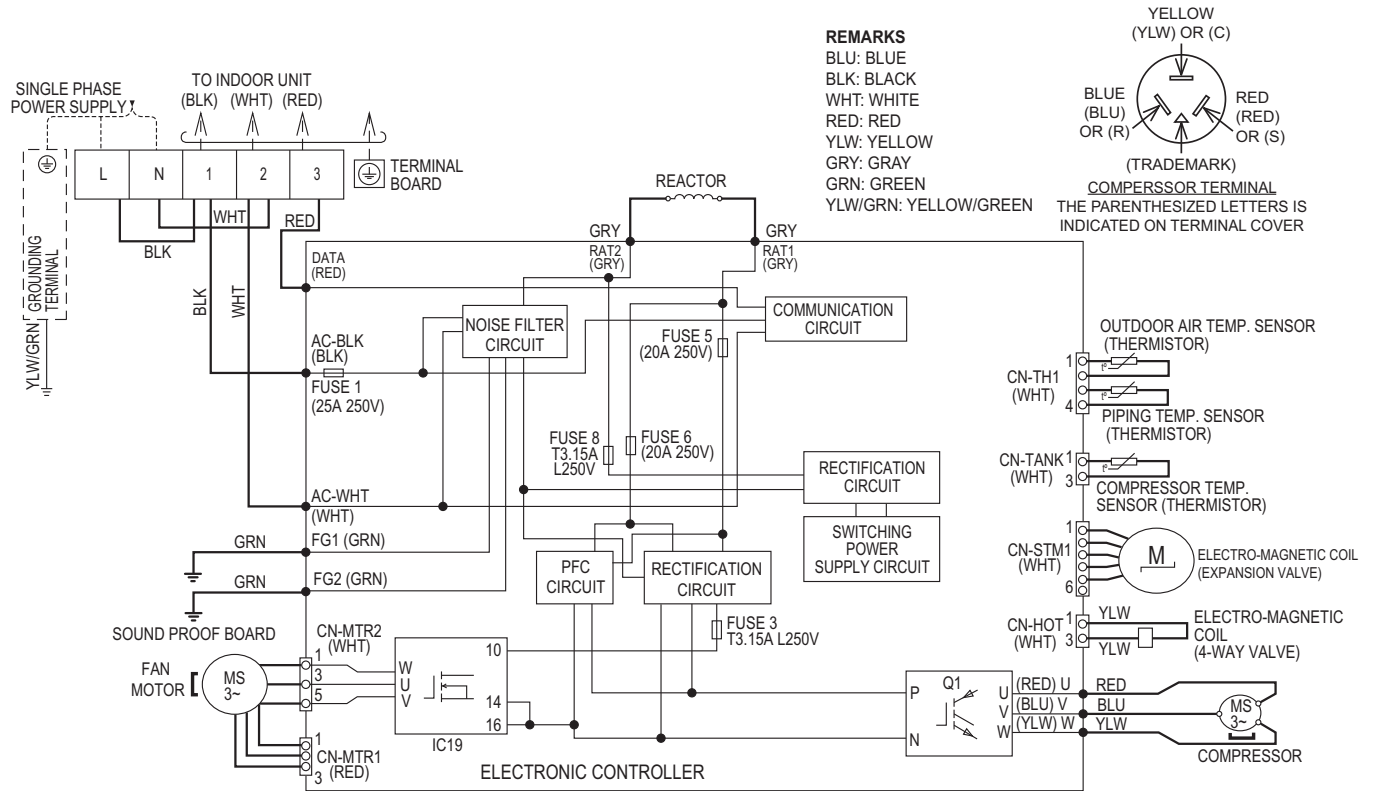 REMARKS
BLU: BLUE
BLK: BLACK
WHT: WHITE
RED: RED
YLW: YELLOW
GRY: GRAY
GRN: GREEN
YLW/GRN: YELLOW/GREEN
YELLOW
(YLW) OR (C)
BLUE
(BLU)
OR (R)
RED
(RED)
OR (S)
(TRADEMARK)
COMPERSSOR TERMINAL
THE PARENTHESIZED LETTERS IS
INDICATED ON TERMINAL COVER
SINGLE PHASE
POWER SUPPLY
TO INDOOR UNIT
(BLK) (WHT) (RED)
L N 1 2 3
TERMINAL
BOARD
GROUNDING
TERMINAL
YLW/GRN
BLK
WHT
RED
BLK
WHT
REACTOR
GRY
GRY
RAT2
(GRY)
RAT1
(GRY)
DATA
(RED)
NOISE FILTER
CIRCUIT
COMMUNICATION
CIRCUIT
AC-BLK
(BLK)
FUSE 1
(25A 250V)
FUSE 5
(20A 250V)
FUSE 8
T3.15A
L250V
FUSE 6
(20A 250V)
AC-WHT
(WHT)
RECTIFICATION
CIRCUIT
SWITCHING
POWER
SUPPLY CIRCUIT
GRN
FG1 (GRN)
GRN
FG2 (GRN)
SOUND PROOF BOARD
PFC
CIRCUIT
RECTIFICATION
CIRCUIT
FUSE 3
T3.15A L250V
CN-MTR2
(WHT)
1
3
5
FAN
MOTOR
MS
3~
W
U
V
10
14
16
IC19
1
CN-MTR1
3 (RED)
ELECTRONIC CONTROLLER
P
N
Q1
U
V
W
(RED) U
(BLU) V
(YLW) W
RED
BLU
YLW
MS
3~
COMPRESSOR
OUTDOOR AIR TEMP. SENSOR
(THERMISTOR)
1
CN-TH1
(WHT)
4
t°
t°
PIPING TEMP. SENSOR
(THERMISTOR)
CN-TANK 1
(WHT) 3
t°
COMPRESSOR TEMP.
SENSOR (THERMISTOR)
1
CN-STM1
(WHT)
6
M
ELECTRO-MAGNETIC COIL
(EXPANSION VALVE)
CN-HOT 1
(WHT) 3
YLW
YLW
ELECTRO-MAGNETIC
COIL
(4-WAY VALVE)